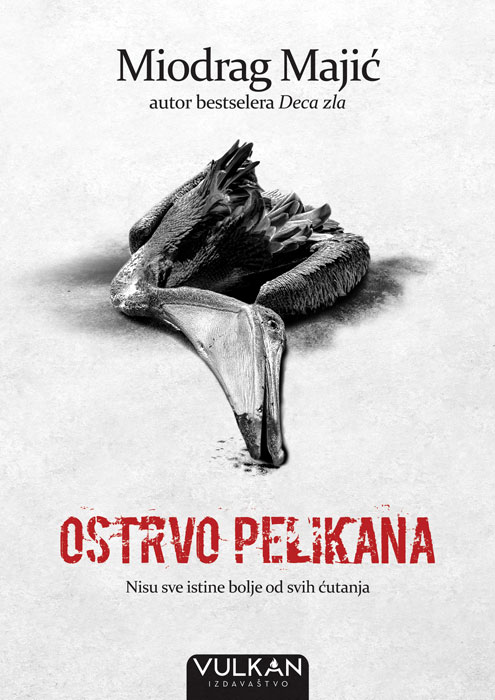 Miodrag Majić
autor bestselera Deca zla
OSTRVO PELIKANA
Nisu sve istine bolje od svih ćutanja
VULKAN
IZDAVAŠTVO